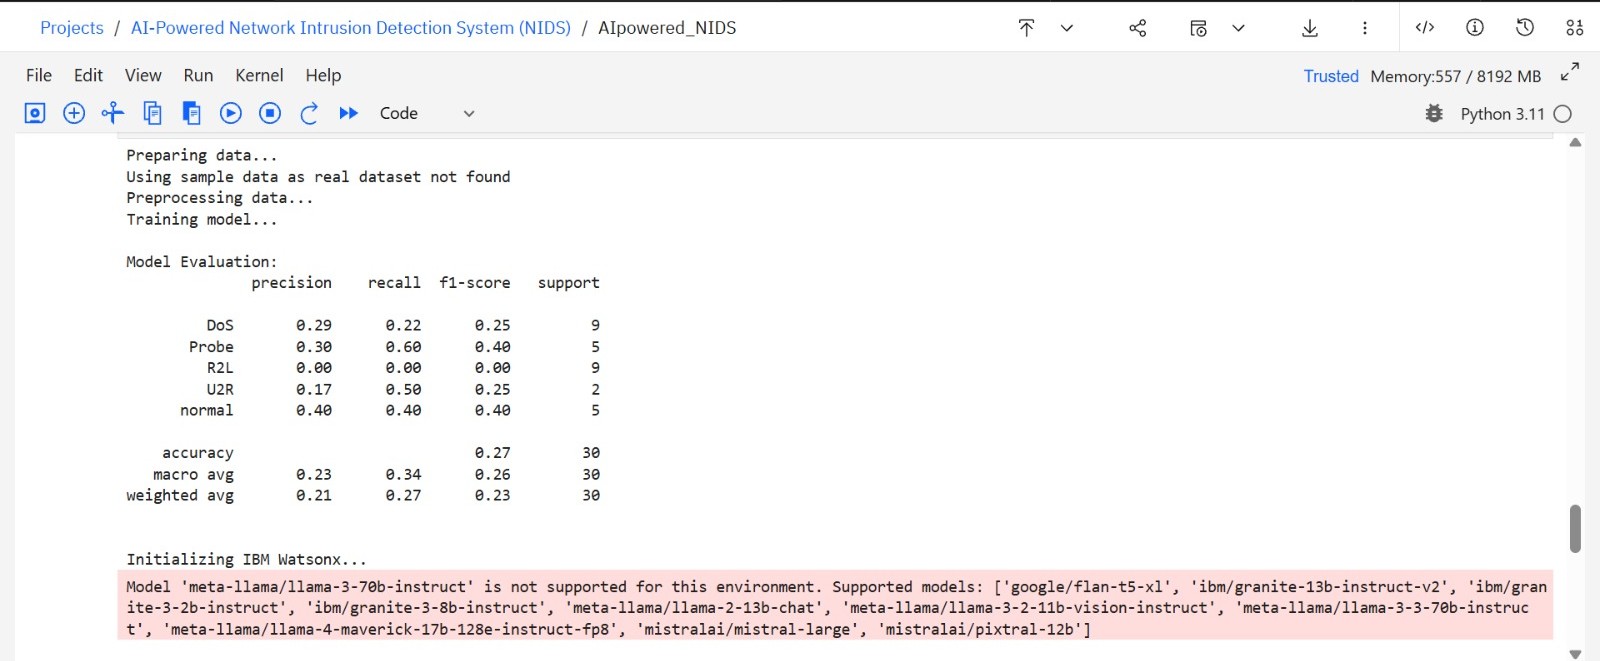 Projects / AI-Powered Network Intrusion Detection System (NIDS) / AIpowered_NIDS
File Edit View Run Kernel Help
Trusted Memory:557 / 8192 MB
Code
Python 3.11
Preparing data...
Using sample data as real dataset not found
Preprocessing data...
Training model...
Model Evaluation:
precision recall f1-score support
DoS 0.29 0.22 0.25 9
Probe 0.30 0.60 0.40 5
R2L 0.00 0.00 0.00 9
U2R 0.17 0.50 0.25 2
normal 0.40 0.40 0.40 5
accuracy 0.27 30
macro avg 0.23 0.34 0.26 30
weighted avg 0.21 0.27 0.23 30
Initializing IBM Watsonx...
Model 'meta-llama/llama-3-70b-instruct' is not supported for this environment. Supported models: ['google/flan-t5-xl', 'ibm/granite-13b-instruct-v2', 'ibm/gran
ite-3-2b-instruct', 'ibm/granite-3-8b-instruct', 'meta-llama/llama-2-13b-chat', 'meta-llama/llama-3-2-11b-vision-instruct', 'meta-llama/llama-3-3-70b-instruc
t', 'meta-llama/llama-4-maverick-17b-128e-instruct-fp8', 'mistralai/mistral-large', 'mistralai/pixtral-12b']